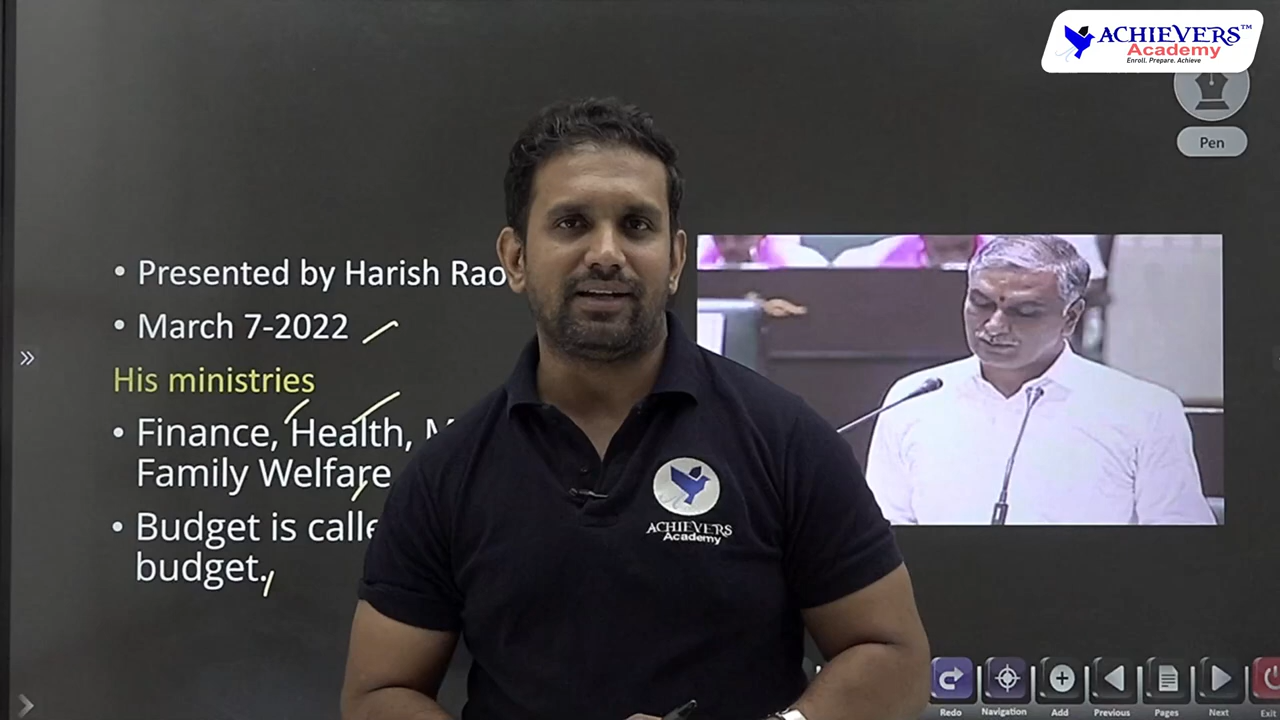 ACHIEVERS™
Academy
Enroll. Prepare. Achieve
Pen
• Presented by Harish Rao
• March 7-2022
His ministries
• Finance, Health, M
Family Welfare
• Budget is calle
budget.
ACHIEVERS
Academy
Redo
Navigation
Add
Previous
Pages
Next
Exit